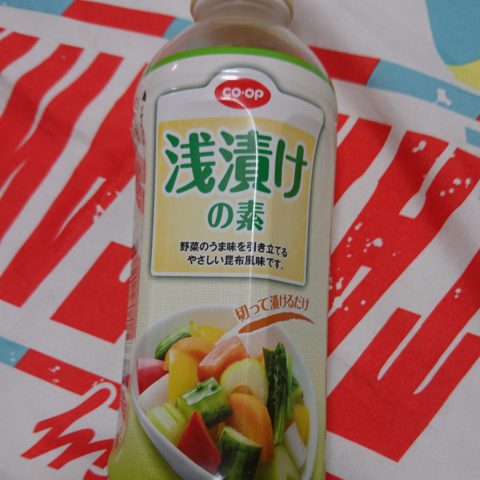 co·op
浅漬け
の素
野菜のうま味を引き立てる
やさしい昆布風味です。
切って漬けるだけ